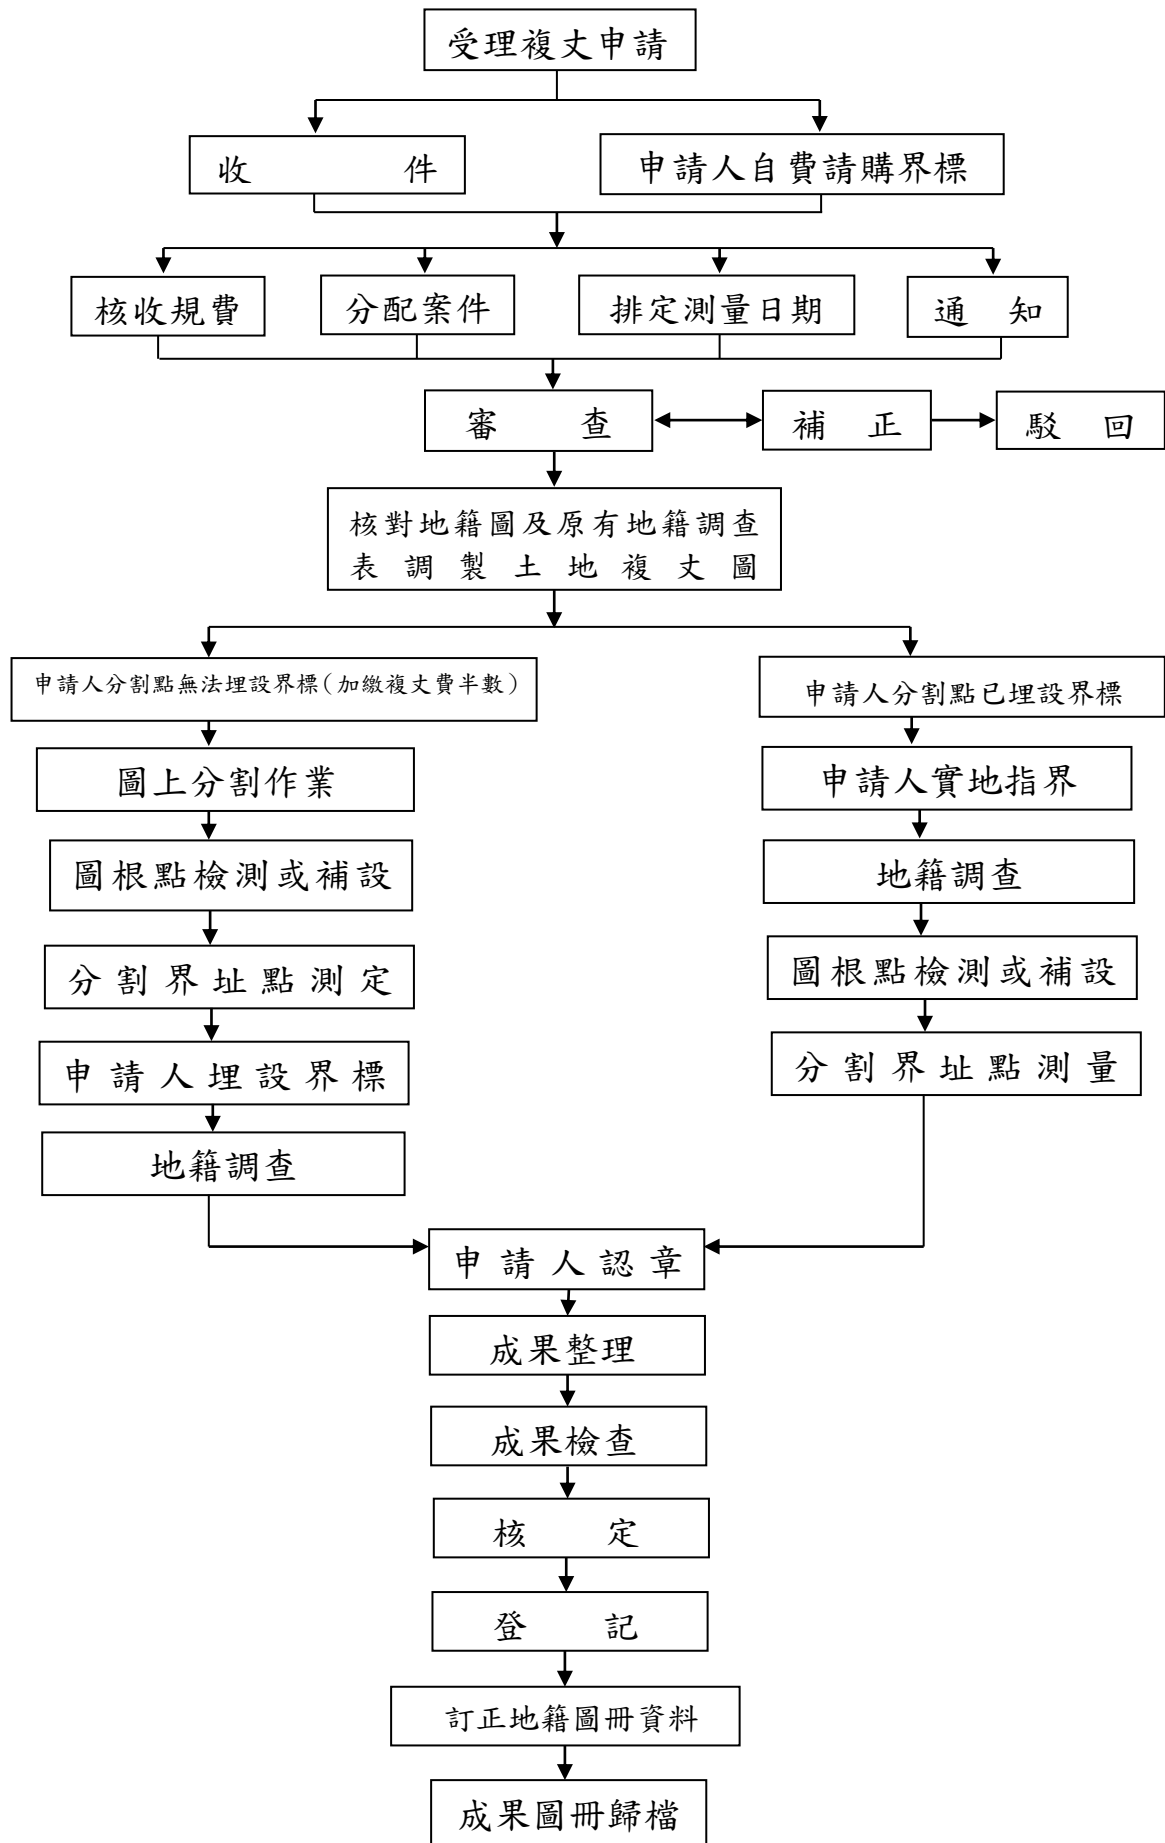 受理複丈申請
收件
申請人自費請購界標
核收規費
分配案件
排定測量日期
通知
審查
補正
駁回
核對地籍圖及原有地籍調查
表調製土地複丈圖
申請人分割點無法埋設界標(加繳複丈費半數)
申請人分割點已埋設界標
圖上分割作業
申請人實地指界
圖根點檢測或補設
地籍調查
分割界址點測定
圖根點檢測或補設
申請人埋設界標
分割界址點測量
地籍調查
申請人認章
成果整理
成果檢查
核定
登記
訂正地籍圖冊資料
成果圖冊歸檔